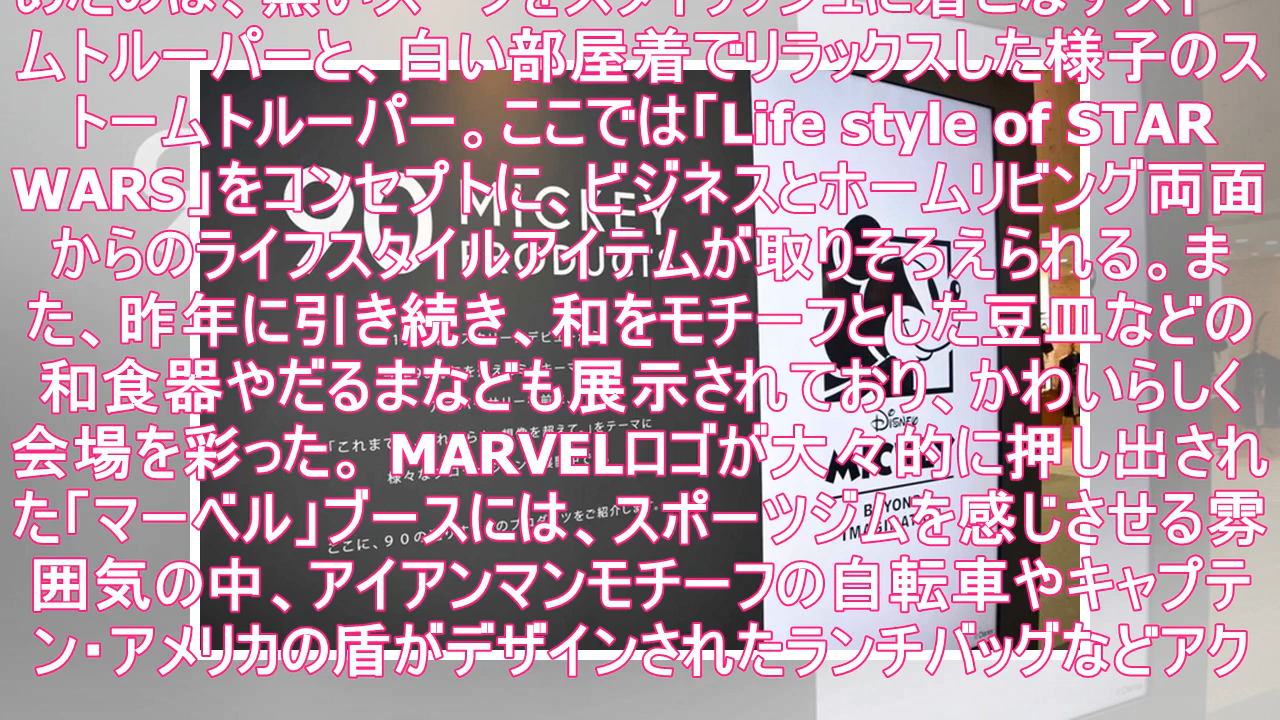 ムトルーパーと、白い部屋着でリラックスした様子のス
トームトルーパー。ここでは「Life style of STAR
WARS」をコンセプトに、ビジネスとホームリビング両面
からのライフスタイルアイテムが取りそろえられる。ま
た、昨年に引き続き、和をモチーフとした豆皿などの
和食器やだるまなども展示されており、かわいらしく
会場を彩った。MARVELロゴが大々的に押し出され
た「マーベル」ブースには、スポーツジムを感じさせる雰
囲気の中、アイアンマンモチーフの自転車やキャプテ
ン・アメリカの盾がデザインされたランチバッグなどアク
90 MICKEY
PRODUCTS
Disney
MICKEY
BEYOND
IMAGINATION